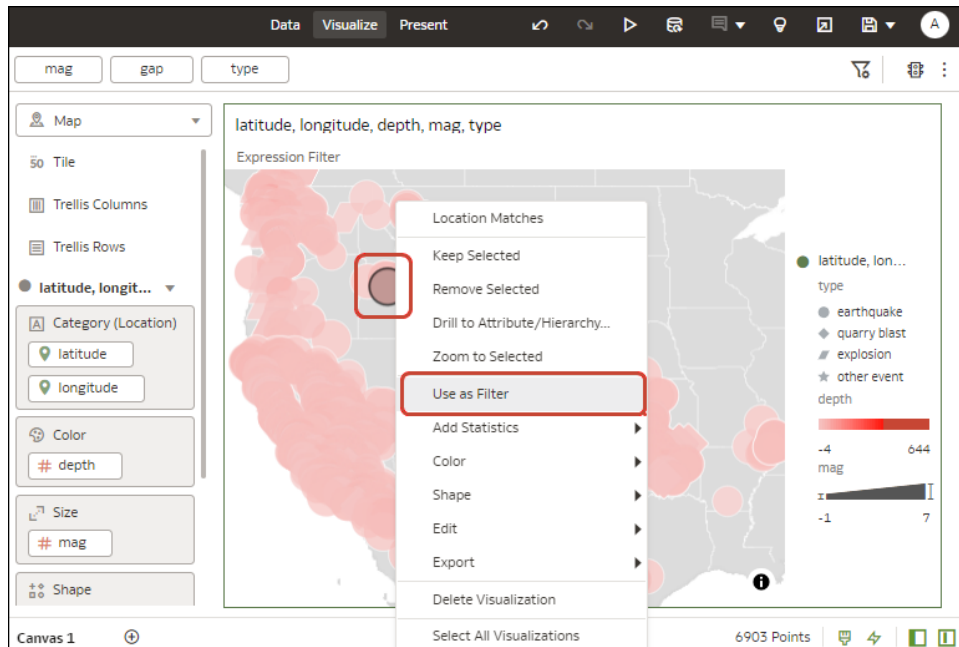 Data Visualize Present A
mag gap type
Map
50 Tile
Trellis Columns
Trellis Rows
latitude, longit...
A Category (Location)
latitude
longitude
Color
# depth
Size
# mag
Shape
latitude, longitude, depth, mag, type
Expression Filter
Location Matches
Keep Selected
Remove Selected
Drill to Attribute/Hierarchy...
Zoom to Selected
Use as Filter
Add Statistics
Color
Shape
Edit
Export
Delete Visualization
Select All Visualizations
latitude, lon...
type
earthquake
quarry blast
explosion
other event
depth
-4 644
mag
-1 7
Canvas 1
6903 Points